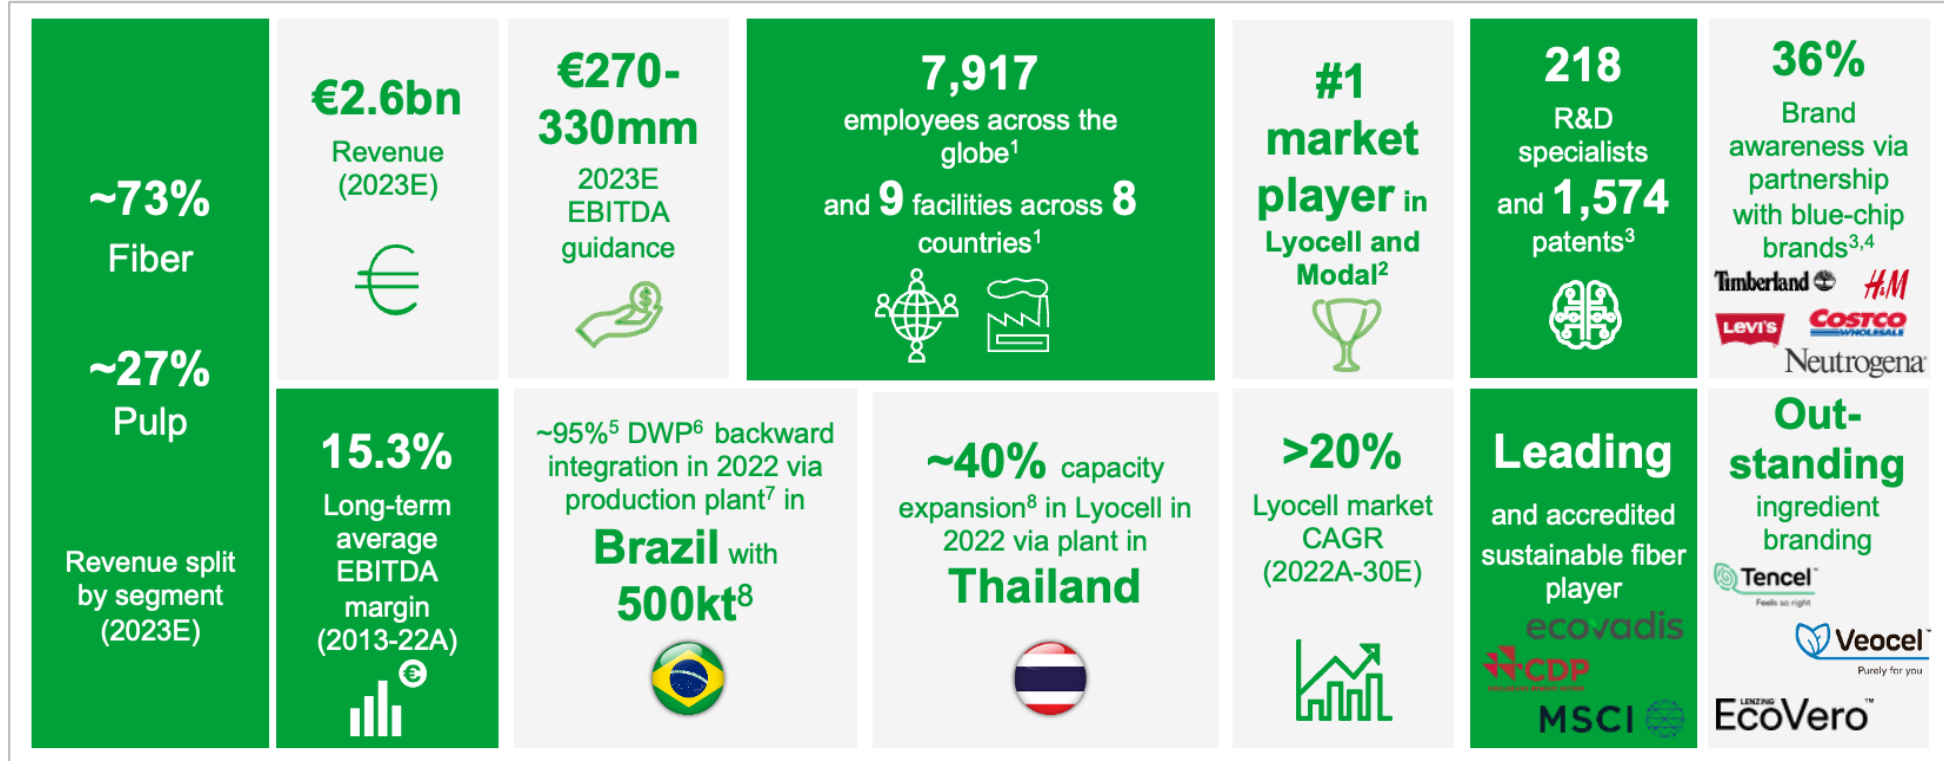 ~73%
Fiber
~27%
Pulp
Revenue split
by segment
(2023E)
€2.6bn
Revenue
(2023E)
€270-
330mm
2023E
EBITDA
guidance
7,917
employees across the
globe1
and 9 facilities across 8
countries1
#1
market
player in
Lyocell and
Modal2
218
R&D
specialists
and 1,574
patents3
36%
Brand
awareness via
partnership
with blue-chip
brands3,4
Timberland
H&M
LEVI'S
COSTCO
WHOLESALE
Neutrogena
15.3%
Long-term
average
EBITDA
margin
(2013-22A)
€
~95%5 DWP6 backward
integration in 2022 via
production plant7 in
Brazil with
500kt8
~40% capacity
expansion8 in Lyocell in
2022 via plant in
Thailand
>20%
Lyocell market
CAGR
(2022A-30E)
Leading
and accredited
sustainable fiber
player
ecovadis
CDP
MSCI
Out-
standing
ingredient
branding
Tencel™
Feels so right
Veocel™
Purely for you
LENZING
EcoVero™